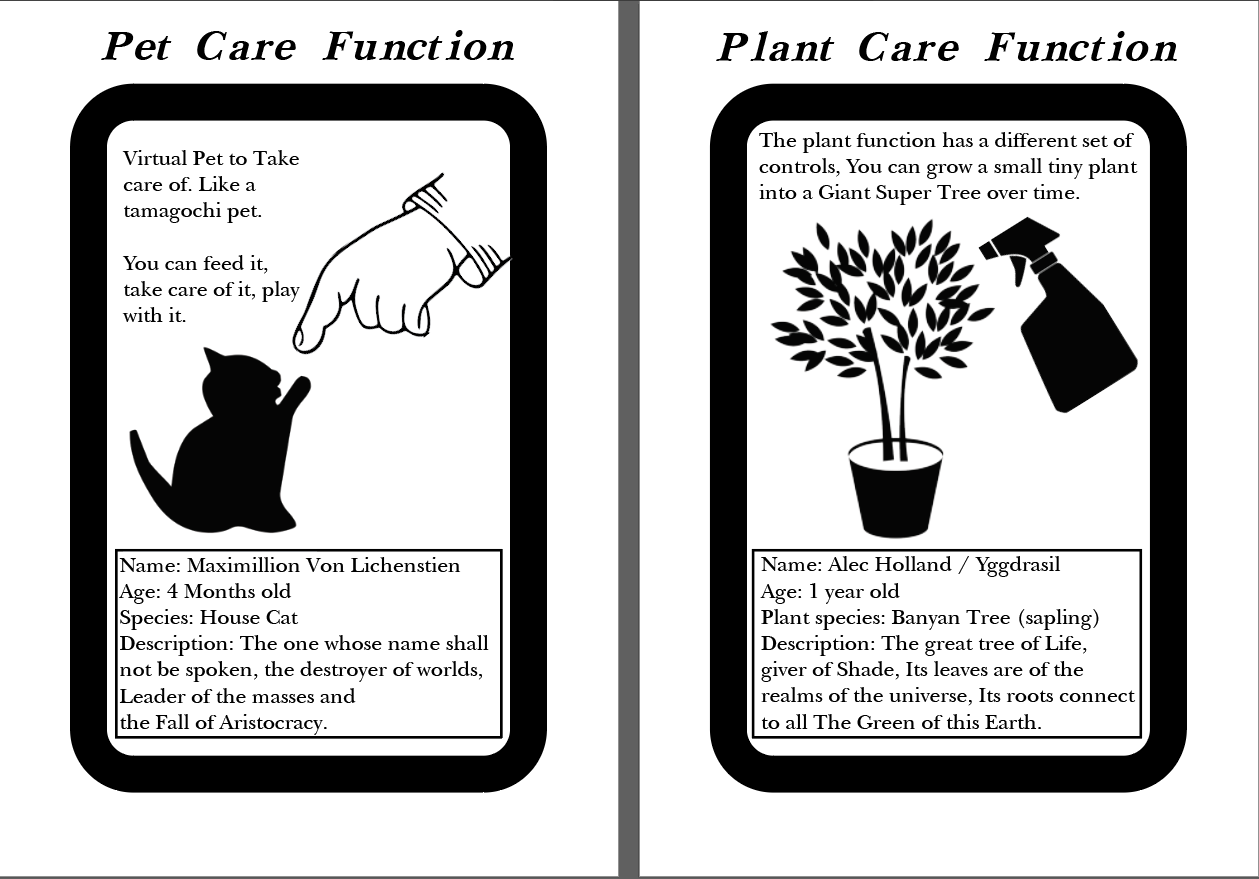 Pet Care Function
Virtual Pet to Take
care of. Like a
tamagochi pet.
You can feed it,
take care of it, play
with it.
Name: Maximillion Von Lichenstien
Age: 4 Months old
Species: House Cat
Description: The one whose name shall
not be spoken, the destroyer of worlds,
Leader of the masses and
the Fall of Aristocracy.
Plant Care Function
The plant function has a different set of
controls, You can grow a small tiny plant
into a Giant Super Tree over time.
Name: Alec Holland / Yggdrasil
Age: 1 year old
Plant species: Banyan Tree (sapling)
Description: The great tree of Life,
giver of Shade, Its leaves are of the
realms of the universe, Its roots connect
to all The Green of this Earth.